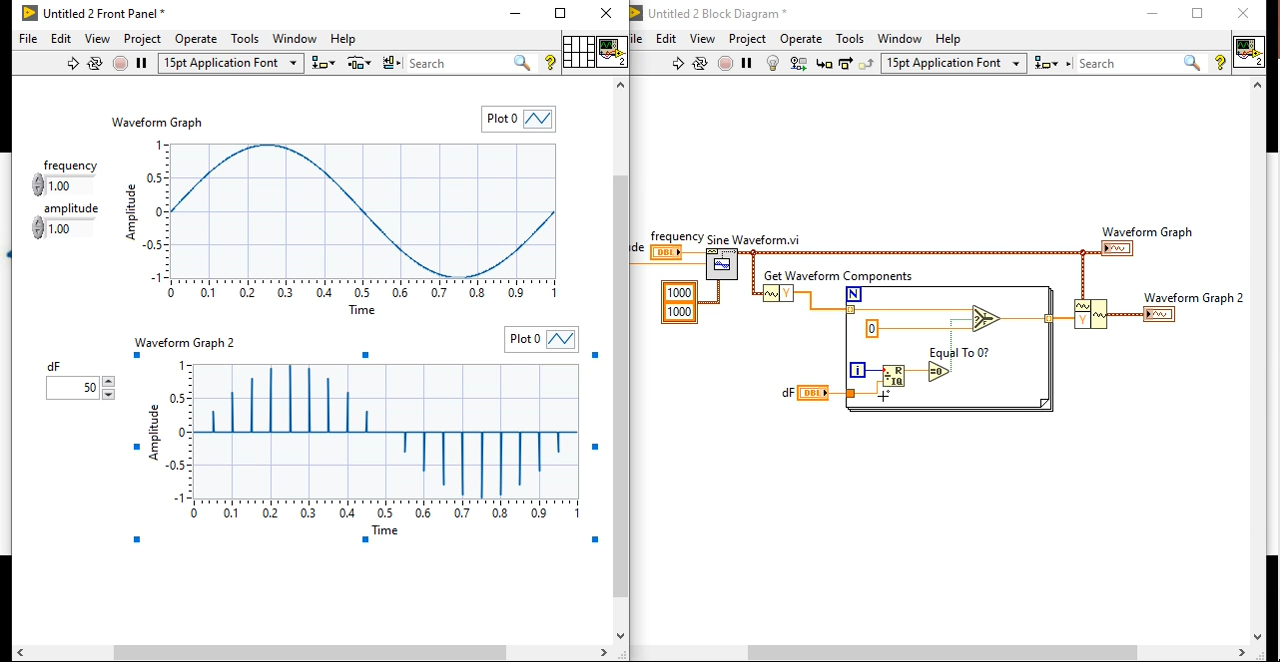 Untitled 2 Front Panel *
File Edit View Project Operate Tools Window Help
15pt Application Font
Search
?
2
Waveform Graph
Plot 0
frequency
1.00
amplitude
1.00
Amplitude
1
0.5
0
-0.5
-1
0 0.1 0.2 0.3 0.4 0.5 0.6 0.7 0.8 0.9 1
Time
Waveform Graph 2
Plot 0
dF
50
Amplitude
1
0.5
0
-0.5
-1
0 0.1 0.2 0.3 0.4 0.5 0.6 0.7 0.8 0.9 1
Time
Untitled 2 Block Diagram *
ile Edit View Project Operate Tools Window Help
15pt Application Font
Search
?
2
frequency
de
DBL
Sine Waveform.vi
1000
1000
Get Waveform Components
Y
N
0
Equal To 0?
i
R
IQ
=0
?
dF
DBL
Waveform Graph
Y
Waveform Graph 2